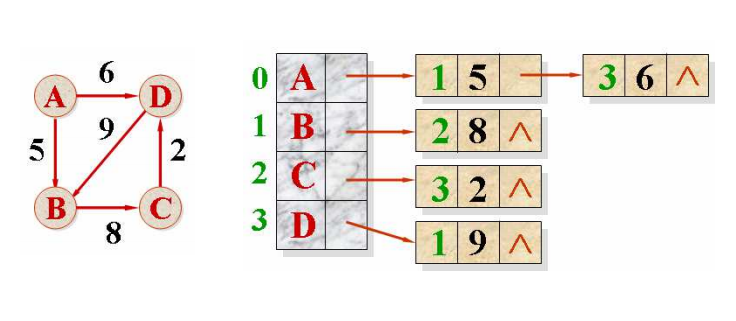 6
A D
9
5 2
B C
8
0 A 1 5 3 6 ∧
1 B 2 8 ∧
2 C 3 2 ∧
3 D 1 9 ∧